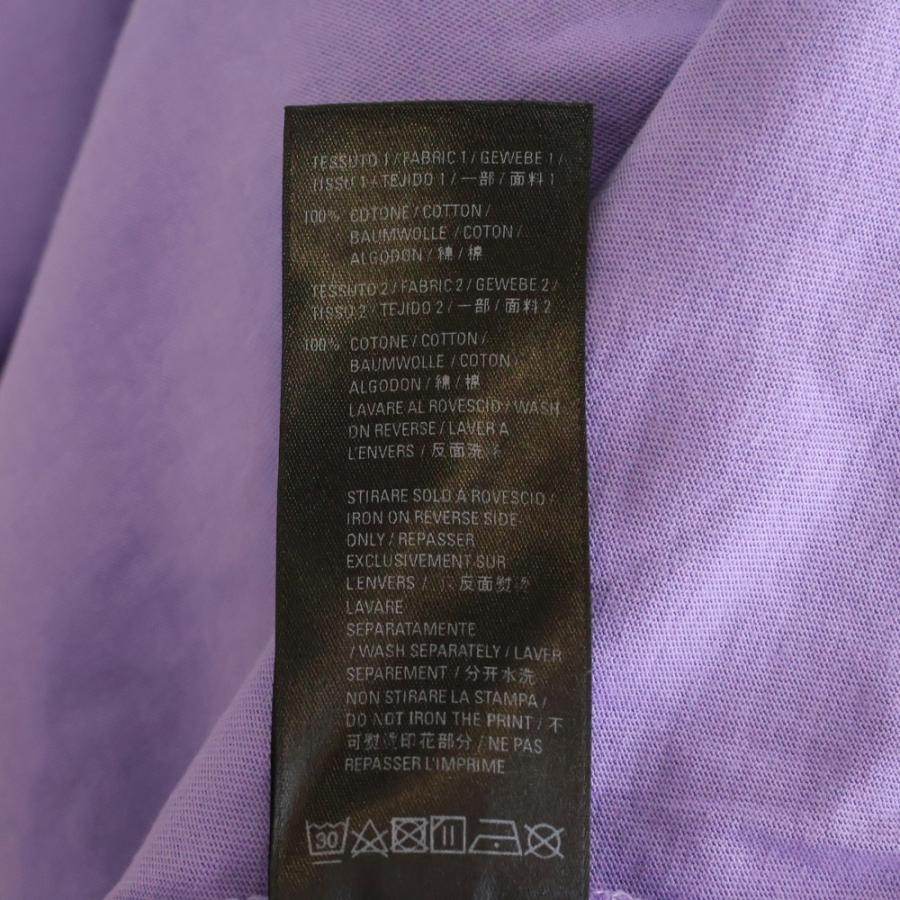 TESSUTO 1 / FABRIC 1 / GEWEBE 1 /
TISSU 1 / TEJIDO 1 / 一部 / 面料 1
100% COTONE / COTTON /
BAUMWOLLE / COTON /
ALGODON / 綿 / 棉
TESSUTO 2 / FABRIC 2 / GEWEBE 2 /
TISSU 2 / TEJIDO 2 / 一部 / 面料 2
100% COTONE / COTTON /
BAUMWOLLE / COTON /
ALGODON / 綿 / 棉
LAVARE AL ROVESCIO / WASH
ON REVERSE / LAVER A
L'ENVERS / 反面洗
STIRARE SOLO A ROVESCIO /
IRON ON REVERSE SIDE
ONLY / REPASSER
EXCLUSIVEMENT SUR
L'ENVERS / 反面熨
LAVARE
SEPARATAMENTE
/ WASH SEPARATELY / LAVER
SEPAREMENT / 分开水洗
NON STIRARE LA STAMPA /
DO NOT IRON THE PRINT / 不
可熨烫印花部分 / NE PAS
REPASSER L'IMPRIME
30